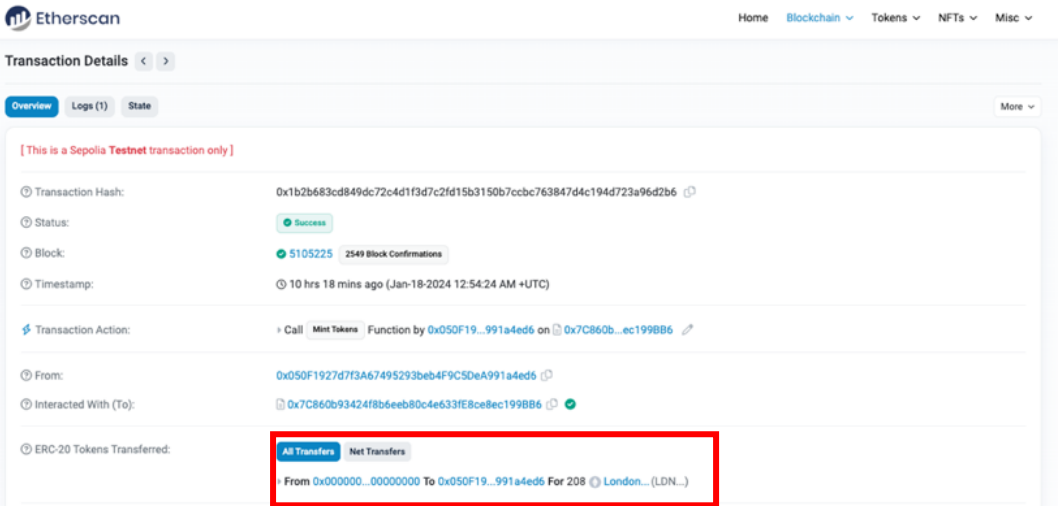 Etherscan
Home Blockchain Tokens NFTs Misc
Transaction Details
Overview Logs (1) State
More
[ This is a Sepolia Testnet transaction only ]
Transaction Hash: 0x1b2b683cd849dc72c4d1f3d7c2fd15b3150b7ccbc763847d4c194d723a96d2b6
Status: Success
Block: 5105225 2549 Block Confirmations
Timestamp: 10 hrs 18 mins ago (Jan-18-2024 12:54:24 AM +UTC)
Transaction Action: Call Mint Tokens Function by 0x050F19...991a4ed6 on 0x7C860b...ec199BB6
From: 0x050F1927d7f3A67495293beb4F9C5DeA991a4ed6
Interacted With (To): 0x7C860b93424f8b6eeb80c4e633fE8ce8ec199BB6
ERC-20 Tokens Transferred: All Transfers Net Transfers
From 0x000000...00000000 To 0x050F19...991a4ed6 For 208 London... (LDN...)